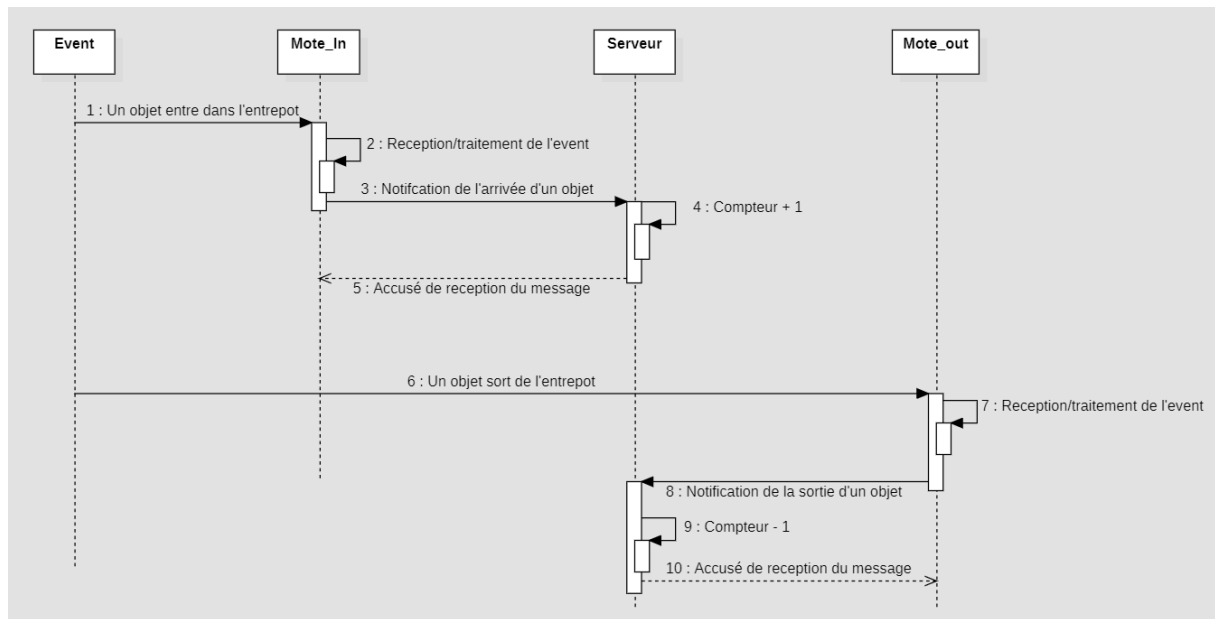 Event
Mote_In
Serveur
Mote_out
1 : Un objet entre dans l'entrepot
2 : Reception/traitement de l'event
3 : Notifcation de l'arrivée d'un objet
4 : Compteur + 1
5 : Accusé de reception du message
6 : Un objet sort de l'entrepot
7 : Reception/traitement de l'event
8 : Notification de la sortie d'un objet
9 : Compteur - 1
10 : Accusé de reception du message